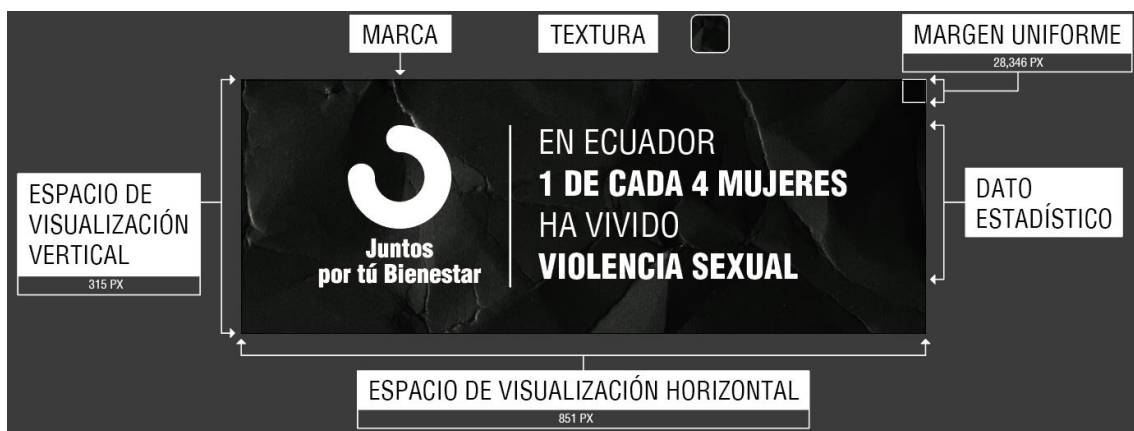 MARCA
TEXTURA
MARGEN UNIFORME
28,346 PX
ESPACIO DE
VISUALIZACIÓN
VERTICAL
315 PX
Juntos
por tú Bienestar
EN ECUADOR
1 DE CADA 4 MUJERES
HA VIVIDO
VIOLENCIA SEXUAL
DATO
ESTADÍSTICO
ESPACIO DE VISUALIZACIÓN HORIZONTAL
851 PX